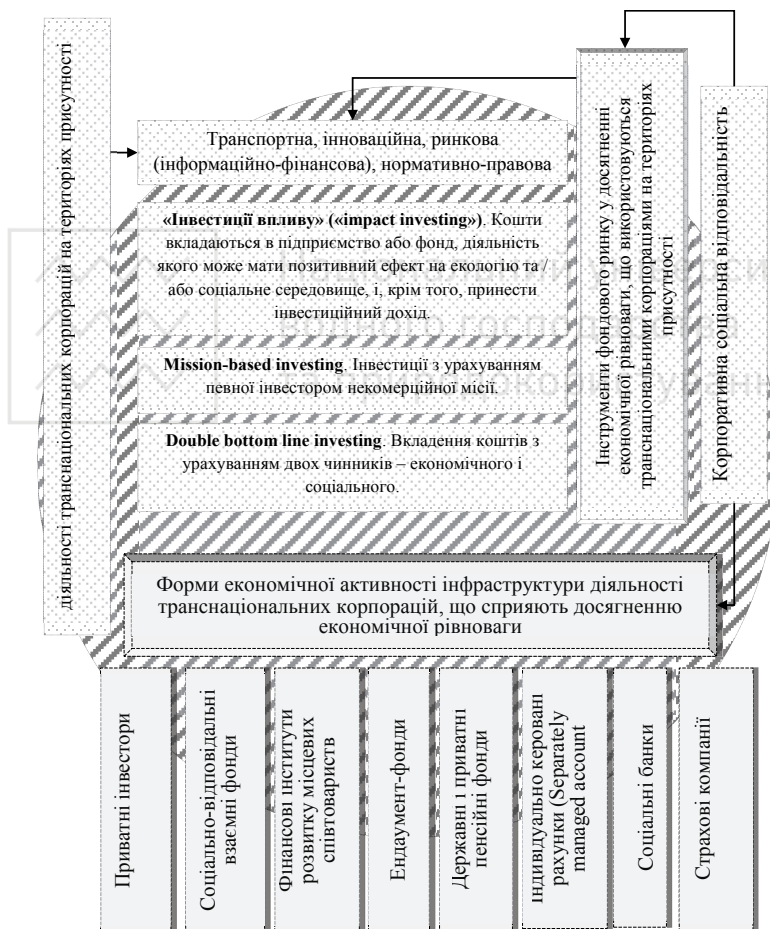 діяльності транснаціональних корпорацій на територіях присутності
Транспортна, інноваційна, ринкова
(інформаційно-фінансова), нормативно-правова
«Інвестиції впливу» («impact investing»). Кошти
вкладаються в підприємство або фонд, діяльність
якого може мати позитивний ефект на екологію та /
або соціальне середовище, і, крім того, принести
інвестиційний дохід.
Mission-based investing. Інвестиції з урахуванням
певної інвестором некомерційної місії.
Double bottom line investing. Вкладення коштів з
урахуванням двох чинників – економічного і
соціального.
Інструменти фондового ринку у досягненні
економічної рівноваги, що використовуються
транснаціональними корпораціями на територіях
присутності
Корпоративна соціальна відповідальність
Форми економічної активності інфраструктури діяльності
транснаціональних корпорацій, що сприяють досягненню
економічної рівноваги
Приватні інвестори
Соціально-відповідальні
взаємні фонди
Фінансові інститути
розвитку місцевих
співтовариств
Ендаумент-фонди
Державні і приватні
пенсійні фонди
Індивідуально керовані
рахунки (Separately
managed account
Соціальні банки
Страхові компанії